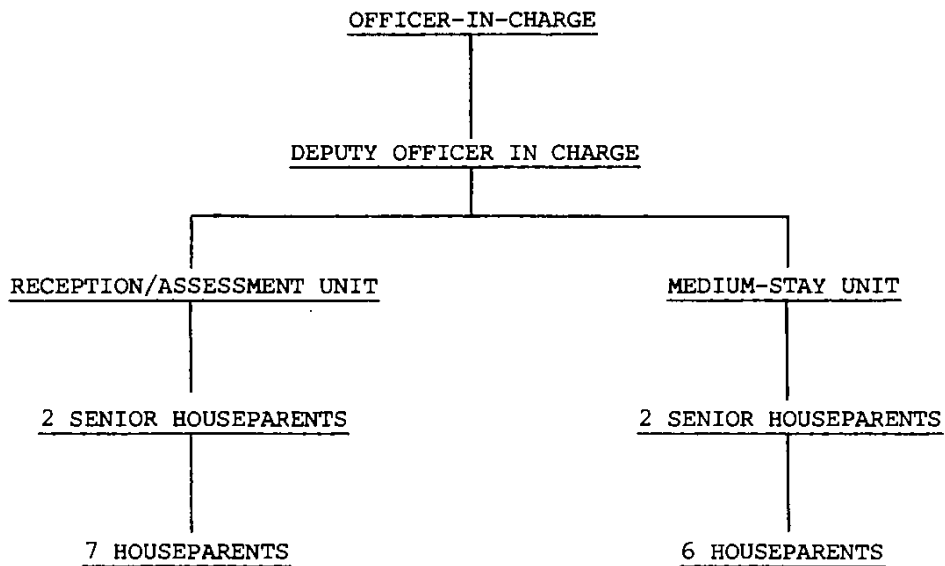 OFFICER-IN-CHARGE
DEPUTY OFFICER IN CHARGE
RECEPTION/ASSESSMENT UNIT
MEDIUM-STAY UNIT
2 SENIOR HOUSEPARENTS
2 SENIOR HOUSEPARENTS
7 HOUSEPARENTS
6 HOUSEPARENTS